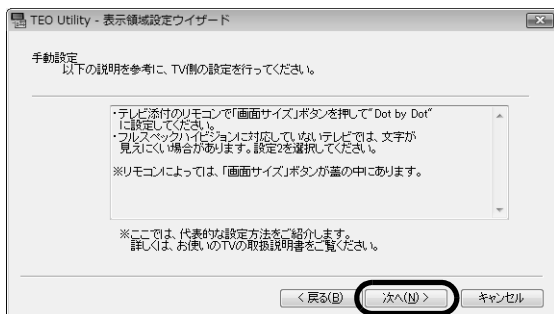 TEO Utility - 表示領域設定ウイザード
手動設定
以下の説明を参考に、TV側の設定を行ってください。
・テレビ添付のリモコンで「画面サイズ」ボタンを押して"Dot by Dot"
に設定してください。
・フルスペックハイビジョンに対応していないテレビでは、文字が
見えにくい場合があります。設定2を選択してください。
※リモコンによっては、「画面サイズ」ボタンが蓋の中にあります。
※ここでは、代表的な設定方法をご紹介します。
詳しくは、お使いのTVの取扱説明書をご覧ください。
< 戻る(B) 次へ(N) > キャンセル